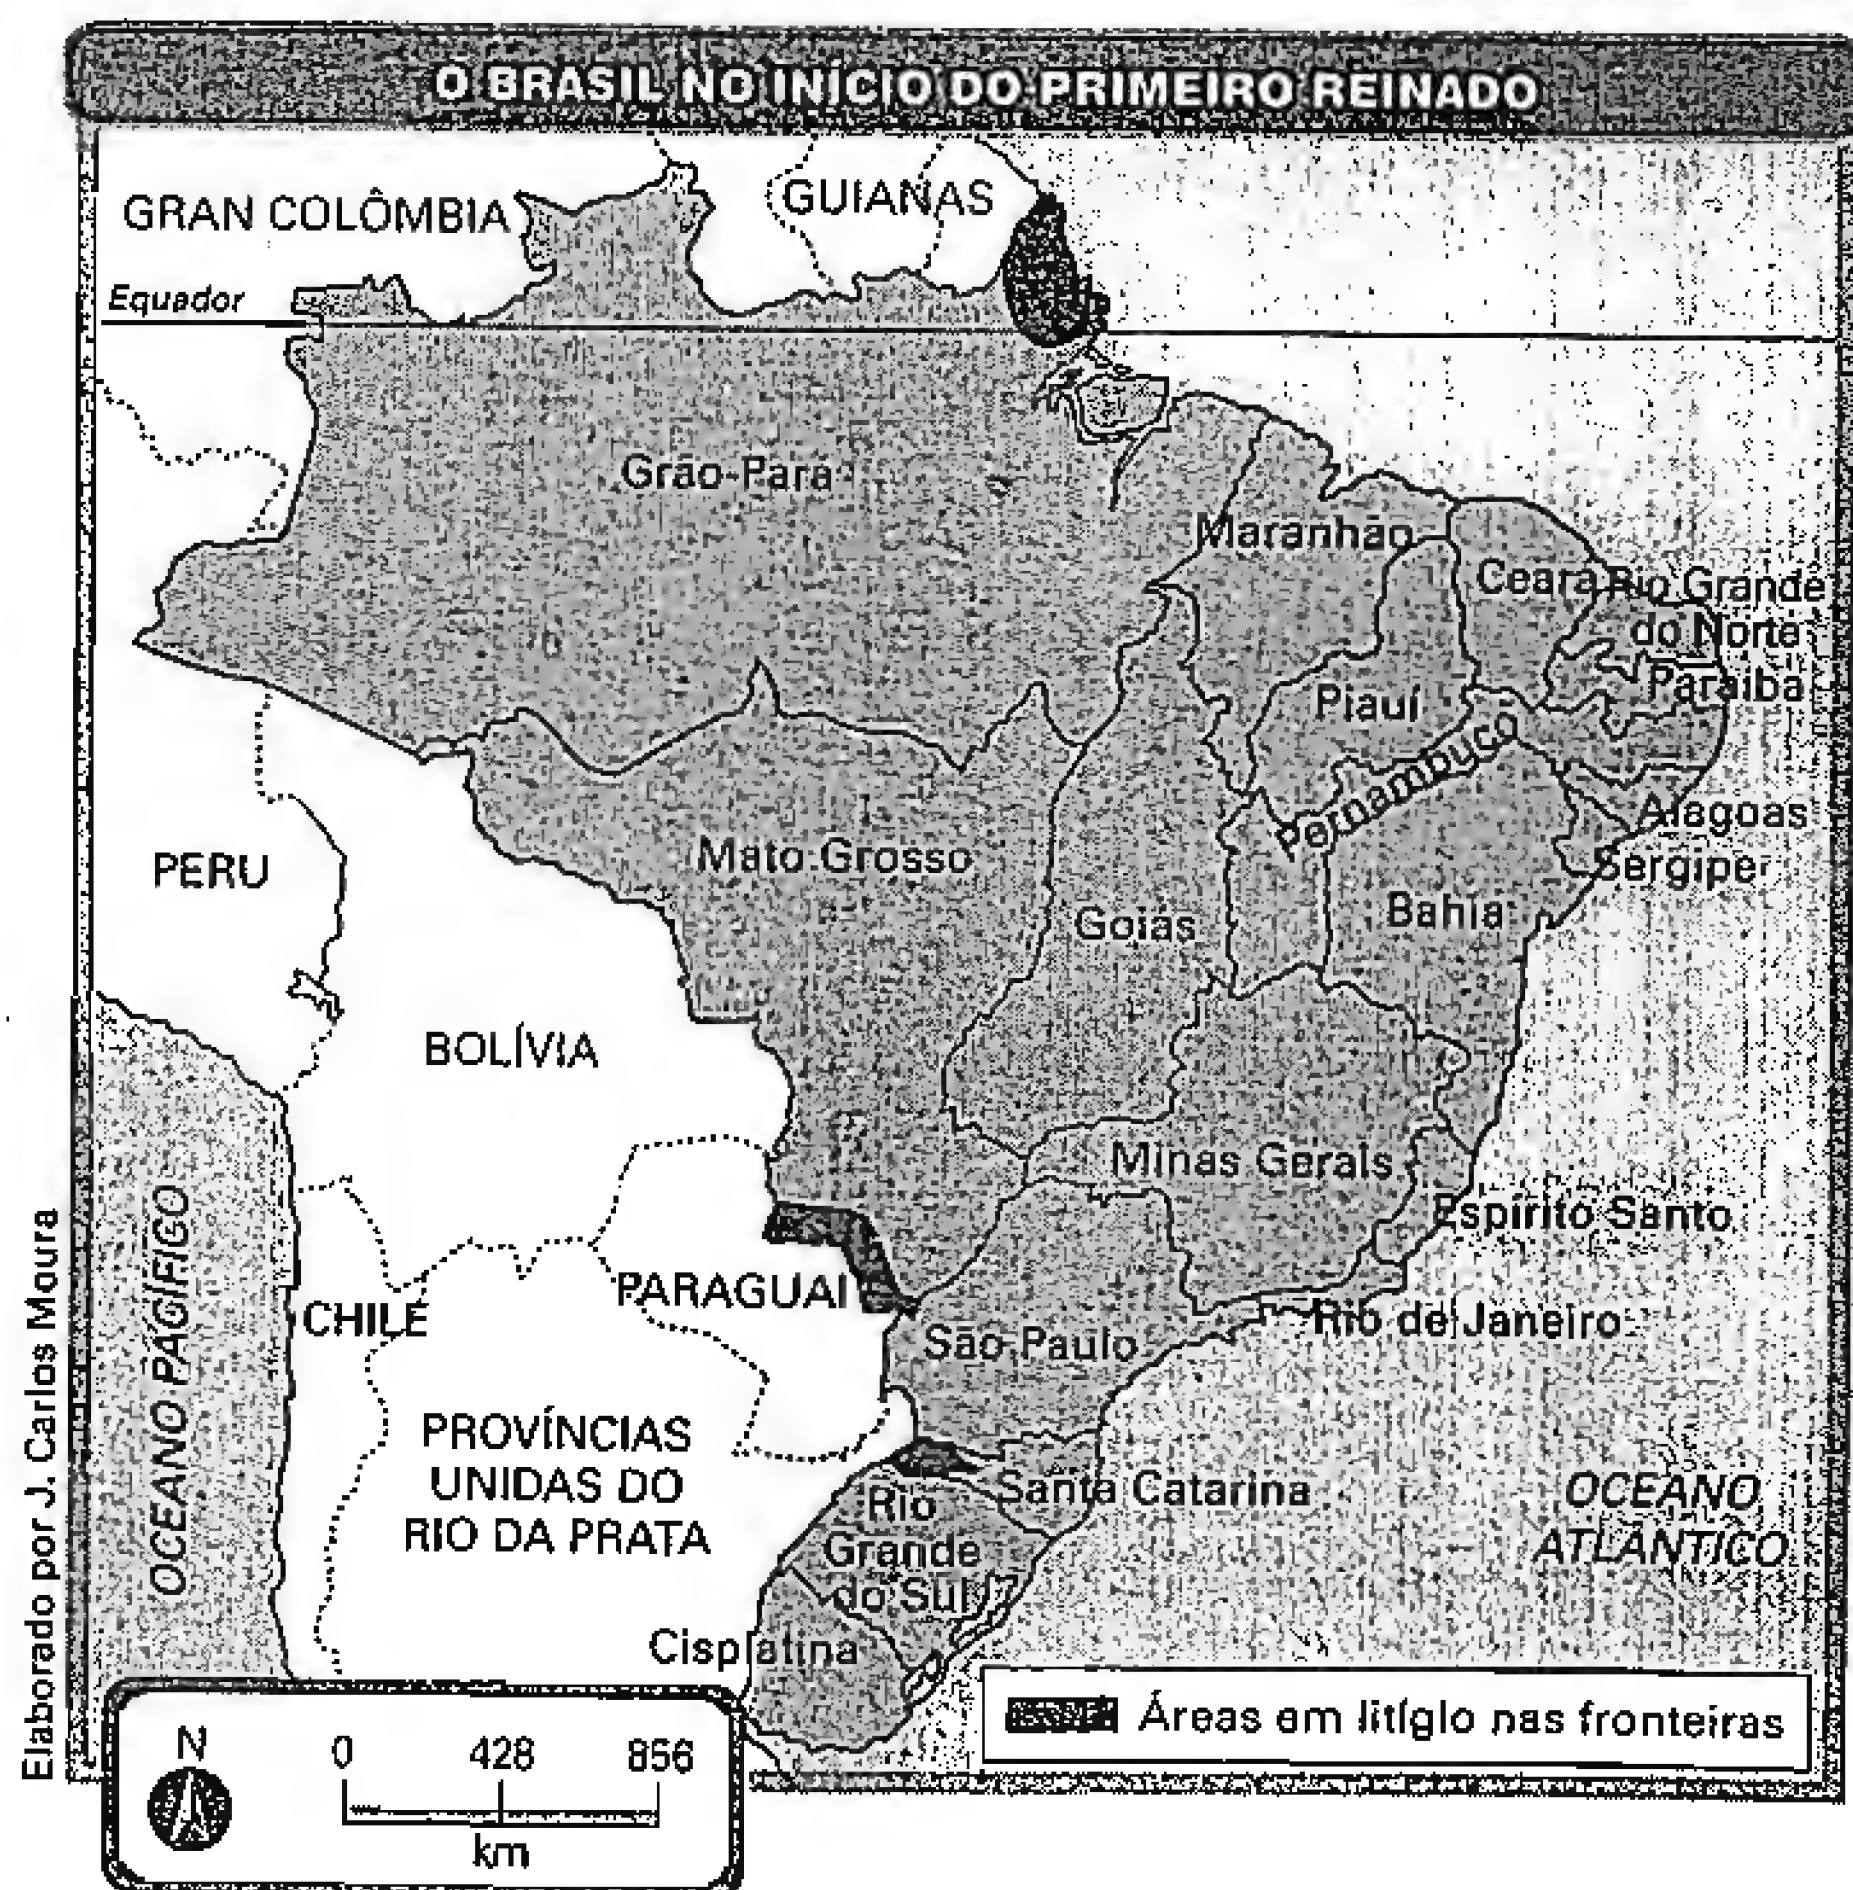 O BRASIL NO INÍCIO DO PRIMEIRO REINADO
GRAN COLÔMBIA
GUIANAS
Equador
Grão-Pará
Maranhão
Ceará
Rio Grande
do Norte
Paraíba
Piauí
Pernambuco
Alagoas
Sergipe
Bahia
Mato Grosso
Goiás
PERU
BOLÍVIA
Minas Gerais
Espírito Santo
Rio de Janeiro
São Paulo
PARAGUAI
CHILE
OCEANO PACÍFICO
PROVÍNCIAS
UNIDAS DO
RIO DA PRATA
Santa Catarina
Rio
Grande
do Sul
Cisplatina
OCEANO
ATLÂNTICO
Áreas em litígio nas fronteiras
N
0 428 856
km
Elaborado por J. Carlos Moura